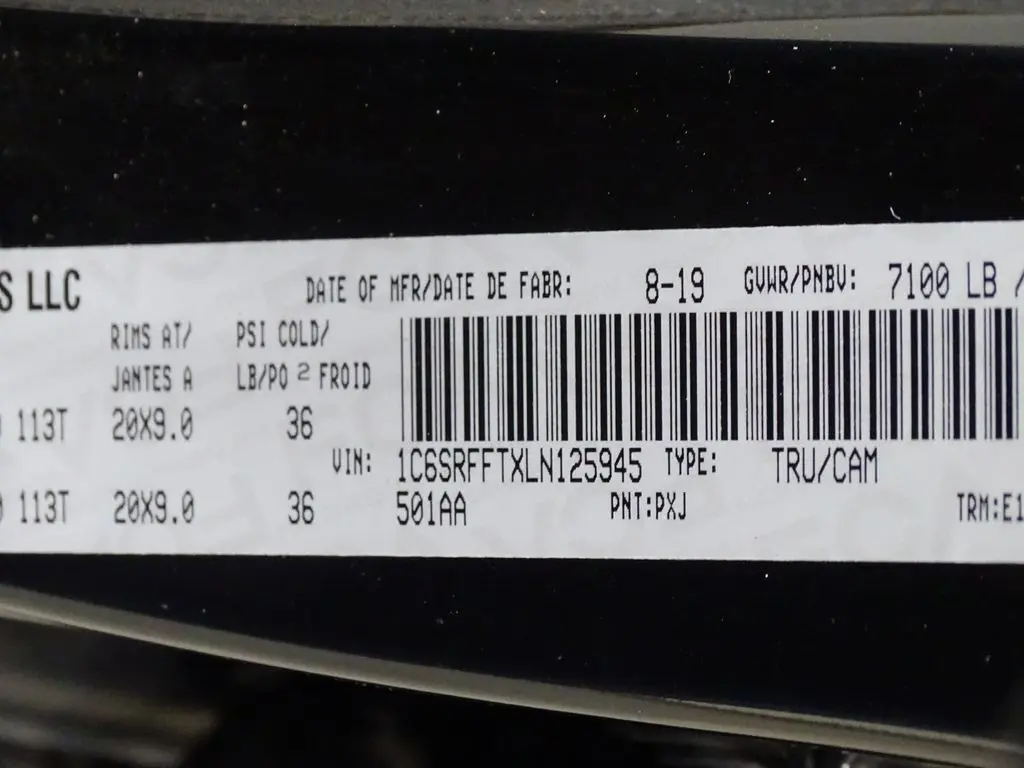 S LLC DATE OF MFR/DATE DE FABR: 8-19 GVWR/PNBV: 7100 LB /
RIMS AT/ PSI COLD/
JANTES A LB/PO 2 FROID
113T 20X9.0 36
VIN: 1C6SRFFTXLN125945 TYPE: TRU/CAM
113T 20X9.0 36 501AA PNT:PXJ TRM:E1